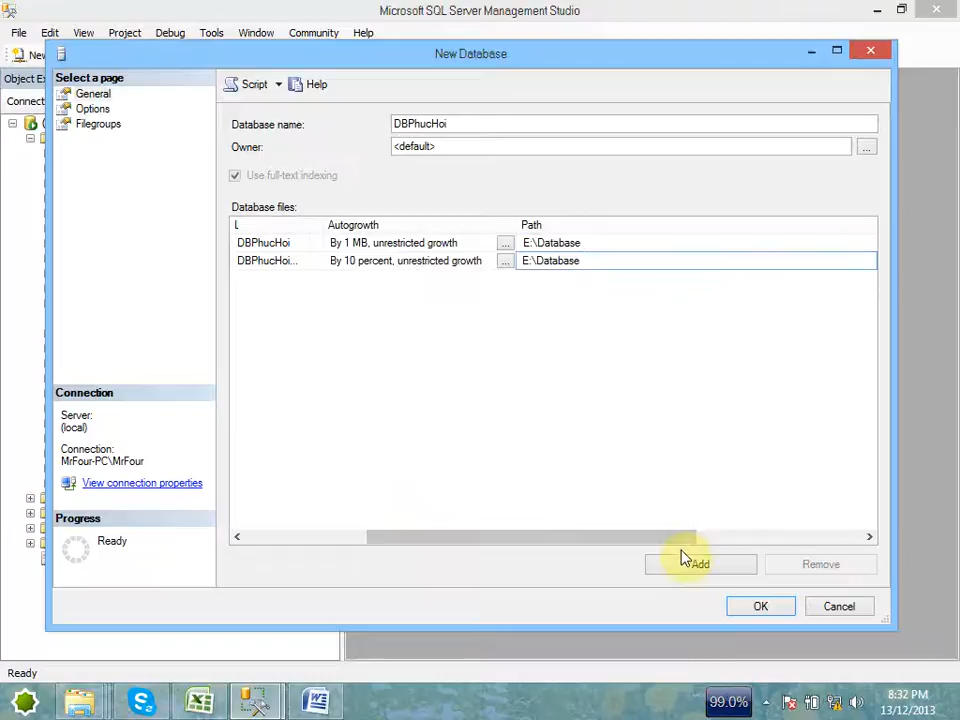 Microsoft SQL Server Management Studio
File Edit View Project Debug Tools Window Community Help
New Database
Select a page
General
Options
Filegroups
Script Help
Database name: DBPhucHoi
Owner: <default> ...
Use full-text indexing
Database files:
Autogrowth Path
DBPhucHoi By 1 MB, unrestricted growth ... E:\Database
DBPhucHoi... By 10 percent, unrestricted growth ... E:\Database
Connection
Server:
(local)
Connection:
MrFour-PC\MrFour
View connection properties
Progress
Ready
Add Remove
OK Cancel
Ready
99.0%
8:32 PM
13/12/2013